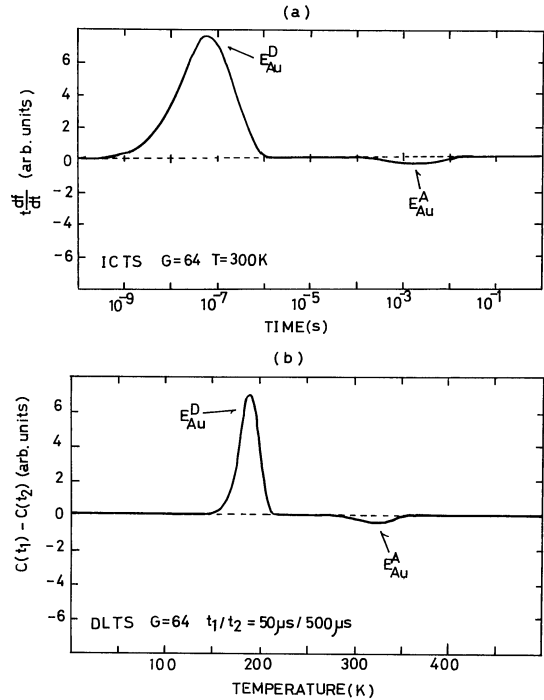 (a)
t df/dt (arb. units)
6
4
2
0
-2
-4
-6
E^D_Au
E^A_Au
ICTS G=64 T=300K
10^-9 10^-7 10^-5 10^-3 10^-1
TIME(s)
(b)
C(t₁) - C(t₂) (arb. units)
6
4
2
0
-2
-4
-6
E^D_Au
E^A_Au
DLTS G=64 t₁/t₂ = 50µs/500µs
100 200 300 400
TEMPERATURE(K)